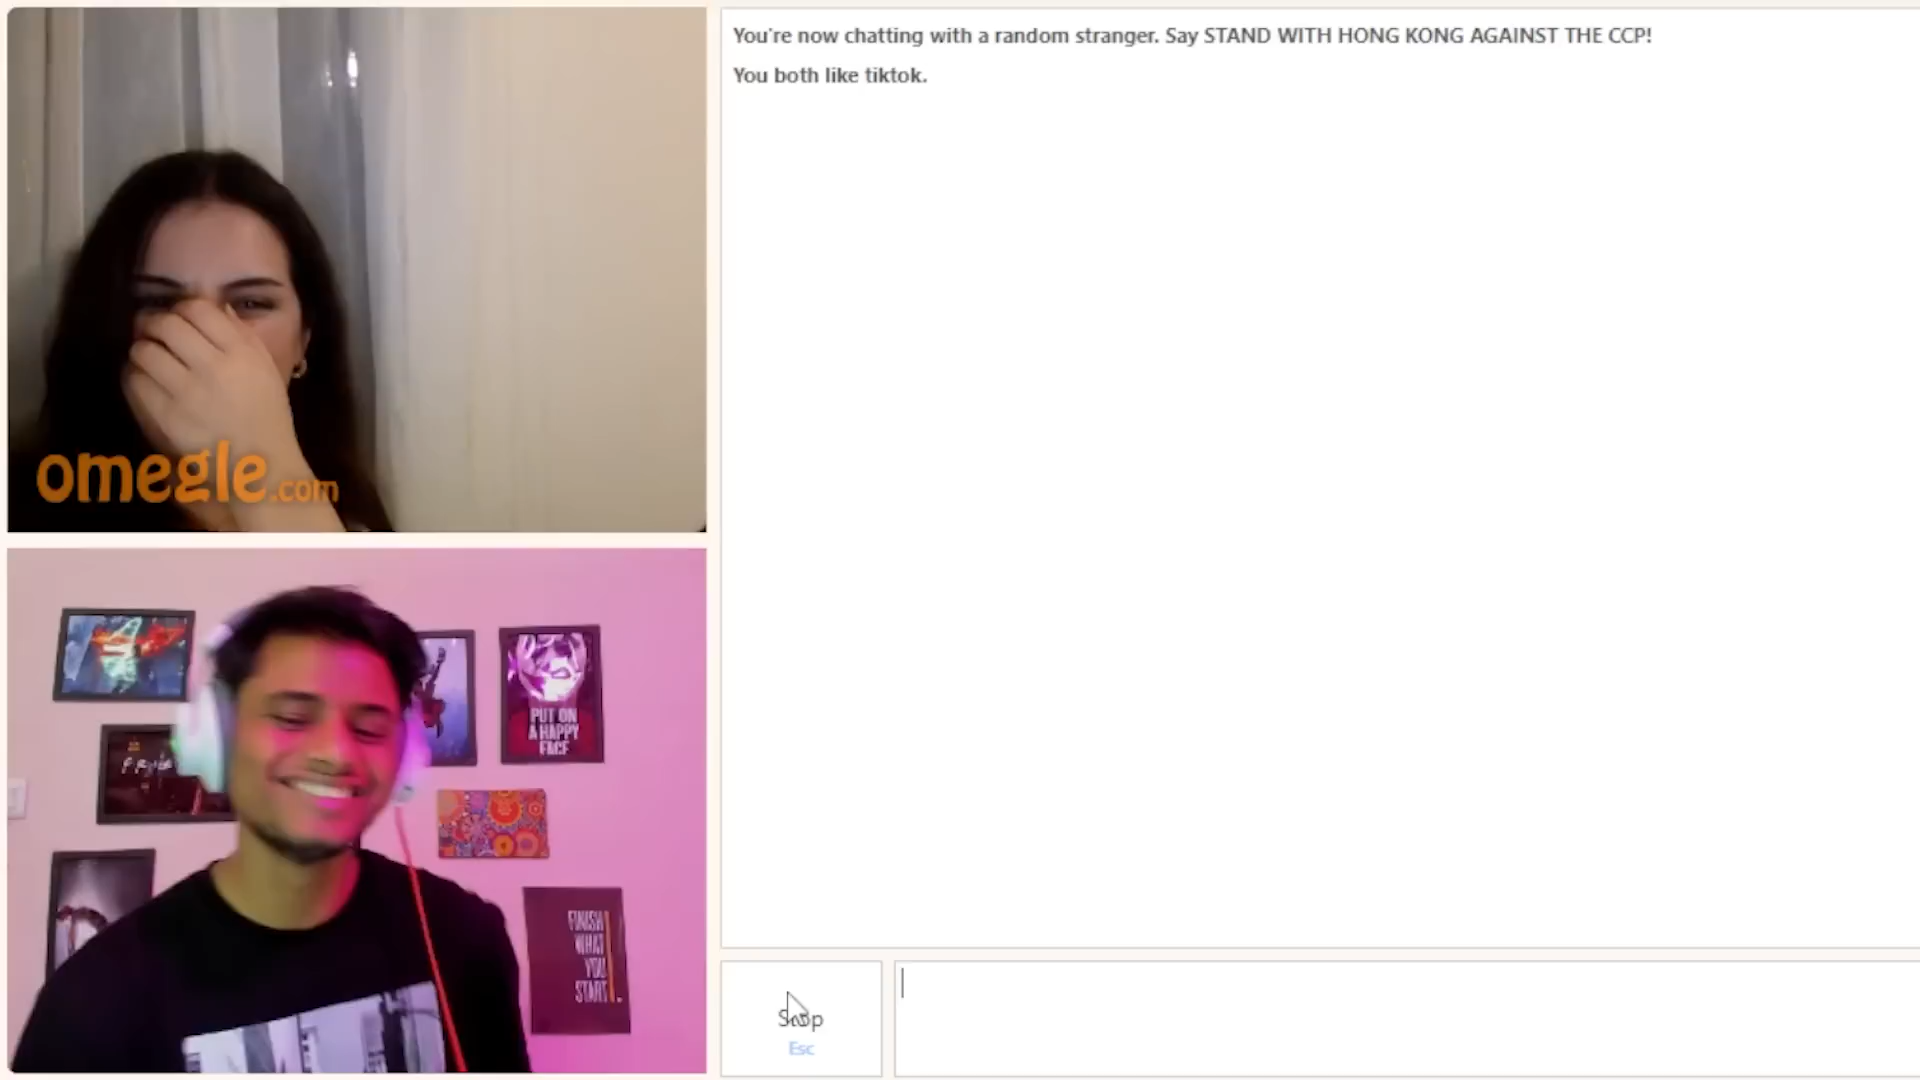 You're now chatting with a random stranger. Say STAND WITH HONG KONG AGAINST THE CCP!
You both like tiktok.
omegle.com
PUT ON
A HAPPY
FACE
FINISH
WHAT
YOU
START.
Stop
Esc